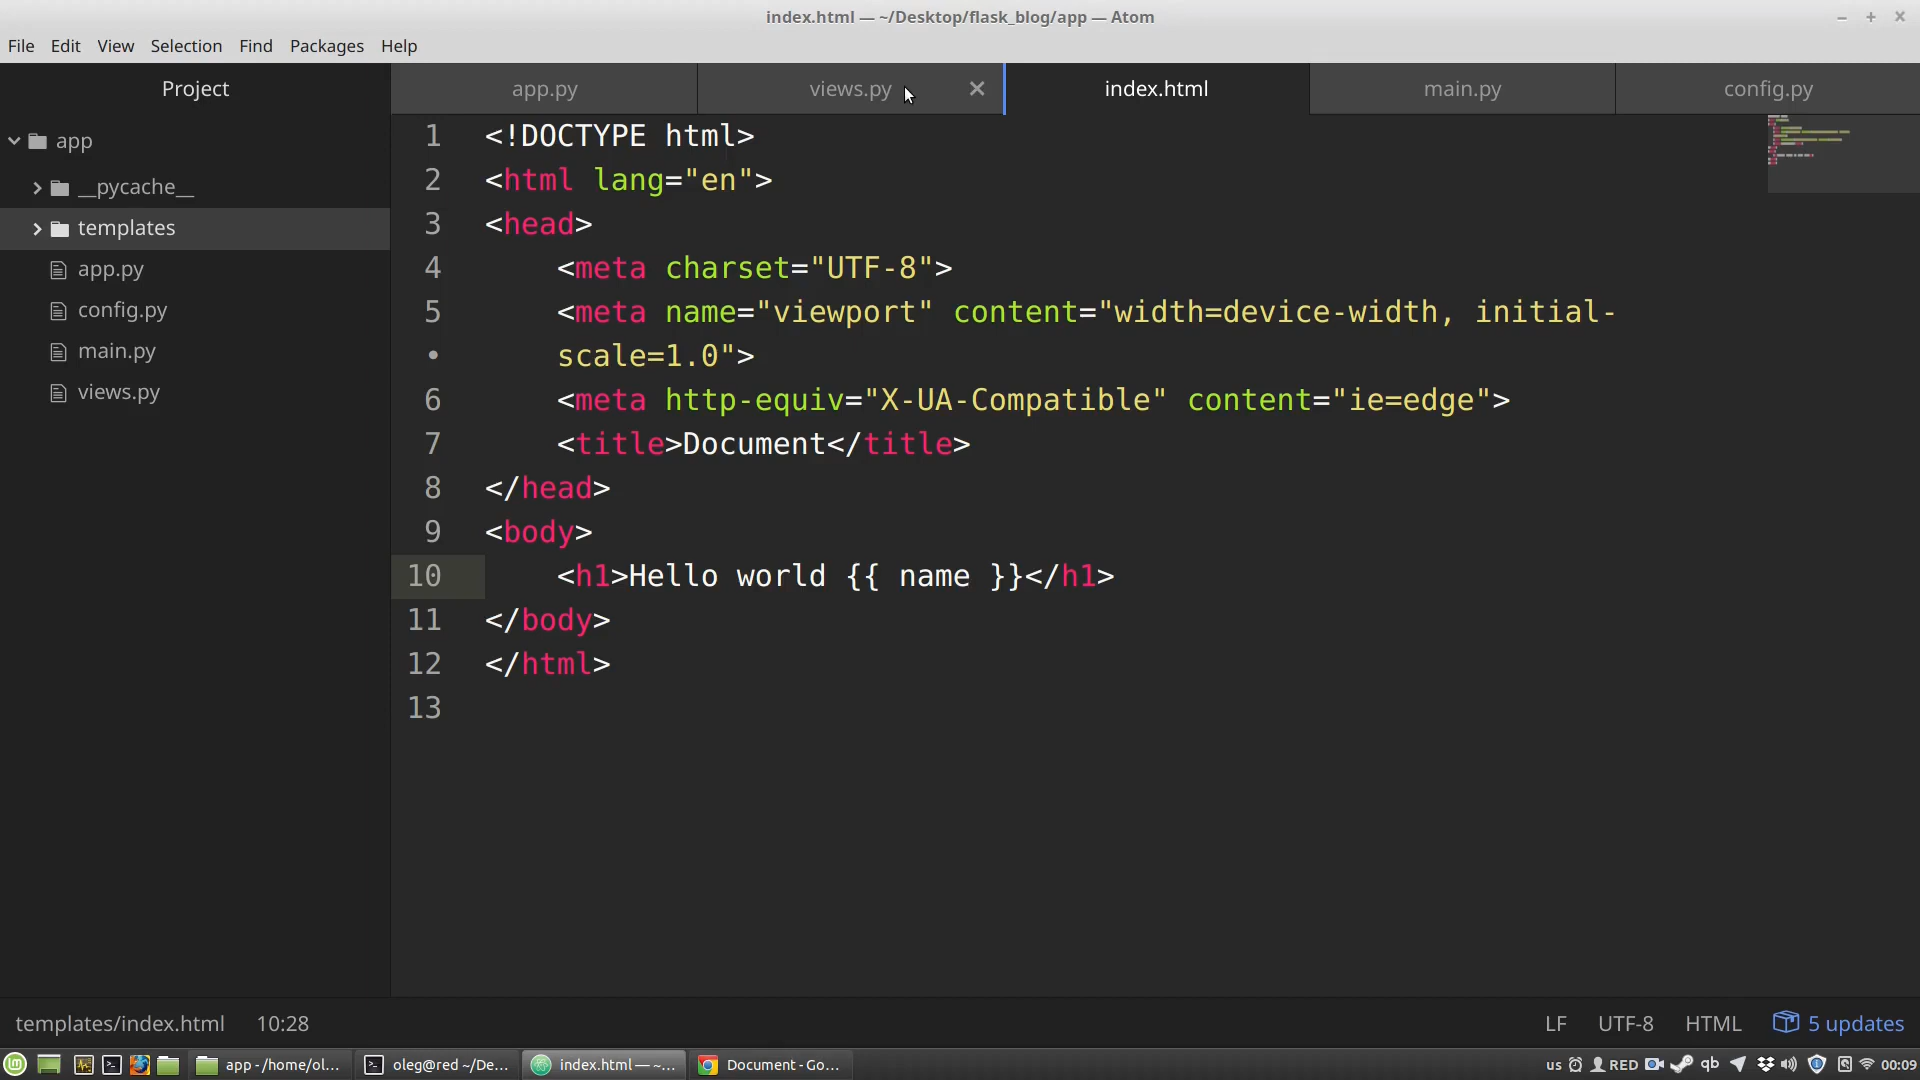 index.html — ~/Desktop/flask_blog/app — Atom
File Edit View Selection Find Packages Help
Project
app.py views.py index.html main.py config.py
app
__pycache__
templates
app.py
config.py
main.py
views.py
1 <!DOCTYPE html>
2 <html lang="en">
3 <head>
4 <meta charset="UTF-8">
5 <meta name="viewport" content="width=device-width, initial-
• scale=1.0">
6 <meta http-equiv="X-UA-Compatible" content="ie=edge">
7 <title>Document</title>
8 </head>
9 <body>
10 <h1>Hello world {{ name }}</h1>
11 </body>
12 </html>
13
templates/index.html 10:28 LF UTF-8 HTML 5 updates
app - /home/ol... oleg@red ~/De... index.html — ~... Document - Go... us RED qb 00:09